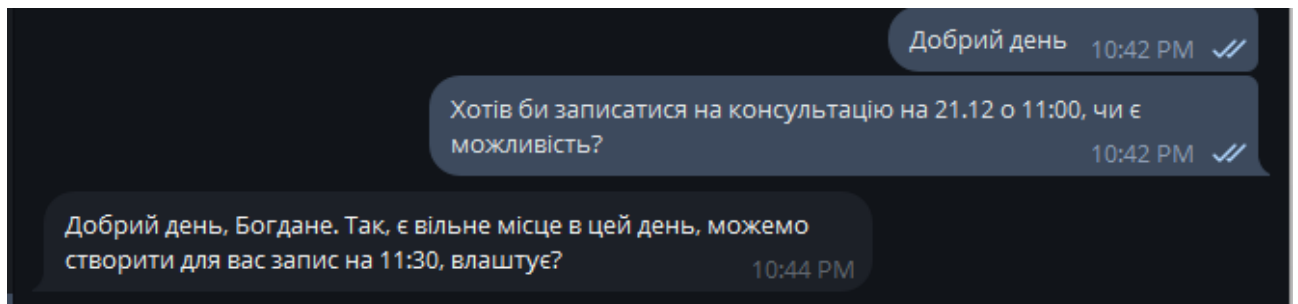 Добрий день 10:42 PM
Хотів би записатися на консультацію на 21.12 о 11:00, чи є
можливість? 10:42 PM
Добрий день, Богдане. Так, є вільне місце в цей день, можемо
створити для вас запис на 11:30, влаштує? 10:44 PM